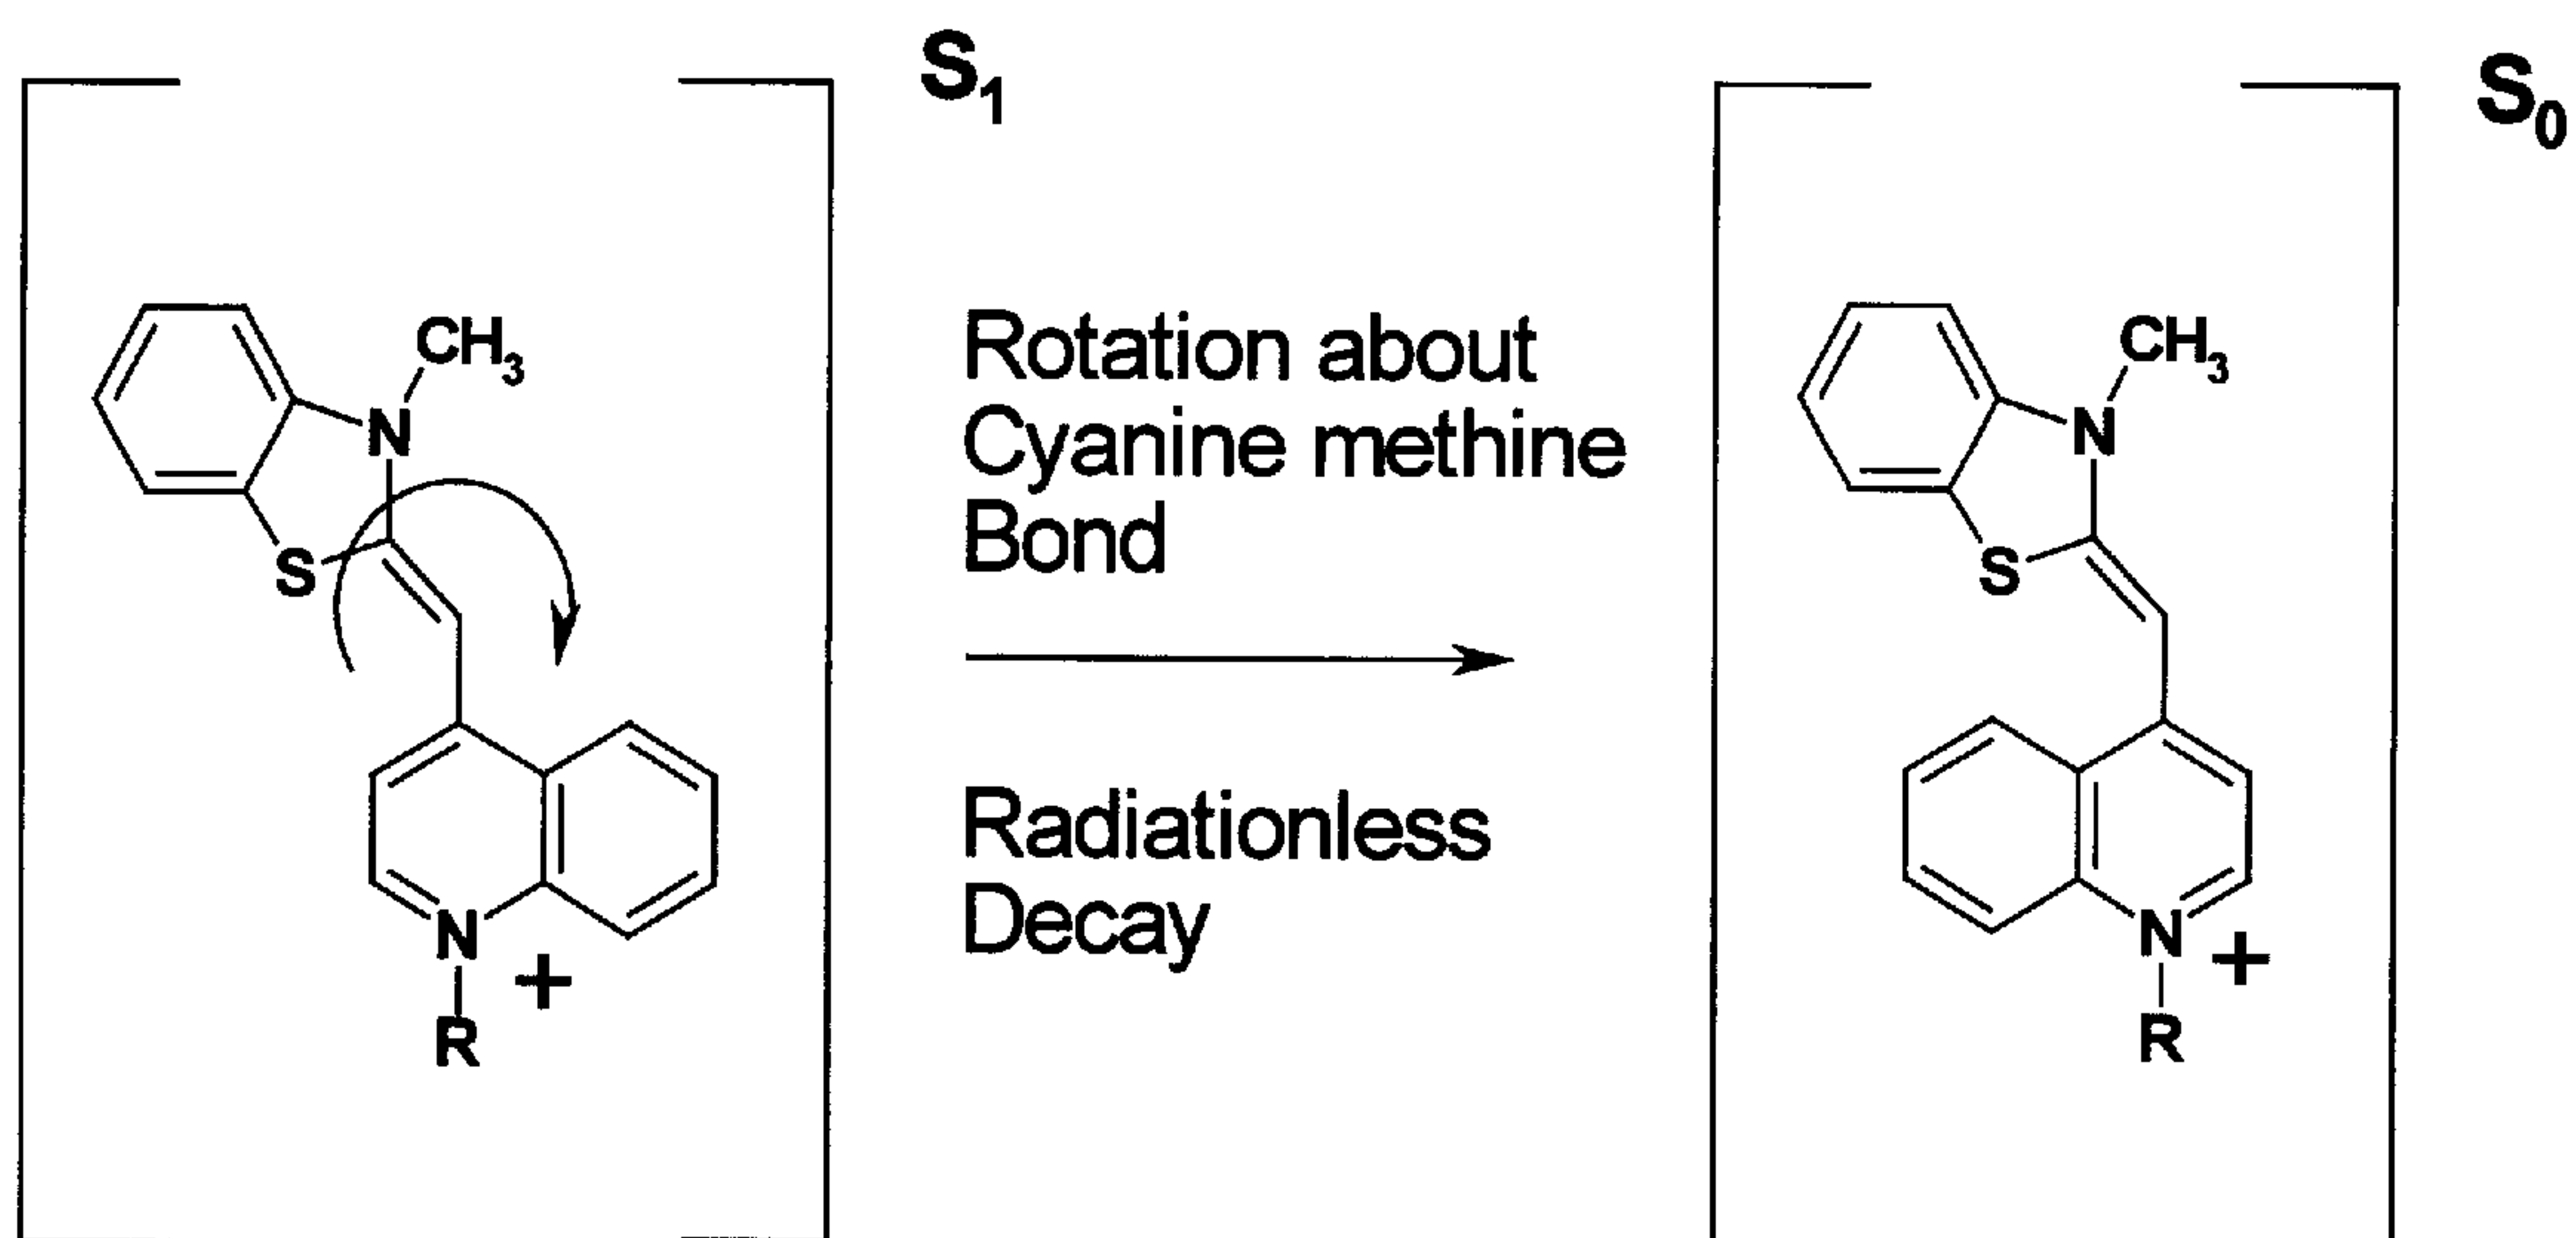 S1
S0
CH3
N
S
N
+
R
Rotation about
Cyanine methine
Bond
Radiationless
Decay
CH3
N
S
N
+
R